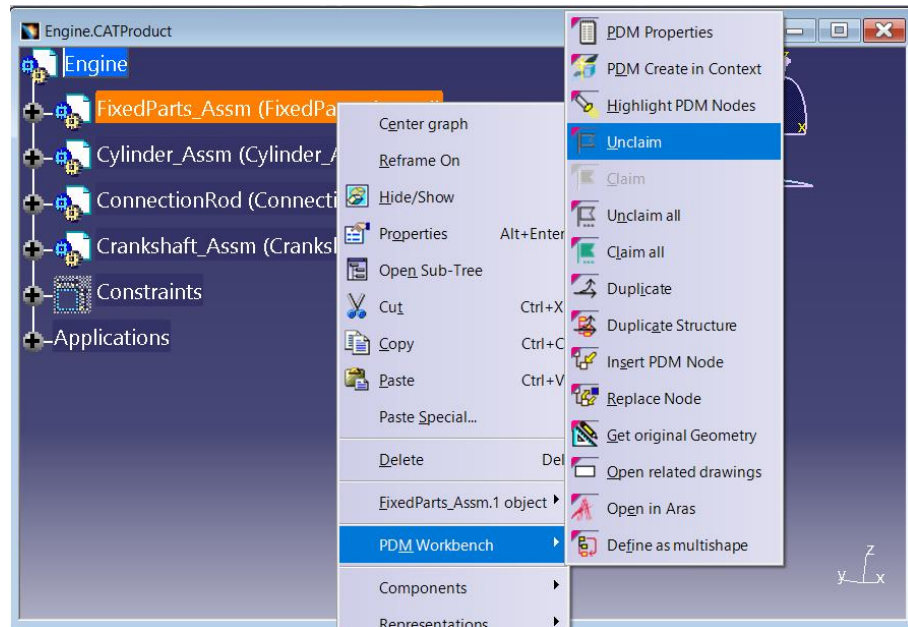 Engine.CATProduct
Engine
FixedParts_Assm (FixedPa
Cylinder_Assm (Cylinder_A
ConnectionRod (Connecti
Crankshaft_Assm (Cranksl
Constraints
Applications
Center graph
Reframe On
Hide/Show
Properties Alt+Enter
Open Sub-Tree
Cut Ctrl+X
Copy Ctrl+C
Paste Ctrl+V
Paste Special...
Delete Del
FixedParts_Assm.1 object
PDM Workbench
Components
Representations
PDM Properties
PDM Create in Context
Highlight PDM Nodes
Unclaim
Claim
Unclaim all
Claim all
Duplicate
Duplicate Structure
Insert PDM Node
Replace Node
Get original Geometry
Open related drawings
Open in Aras
Define as multishape
x
z
y x